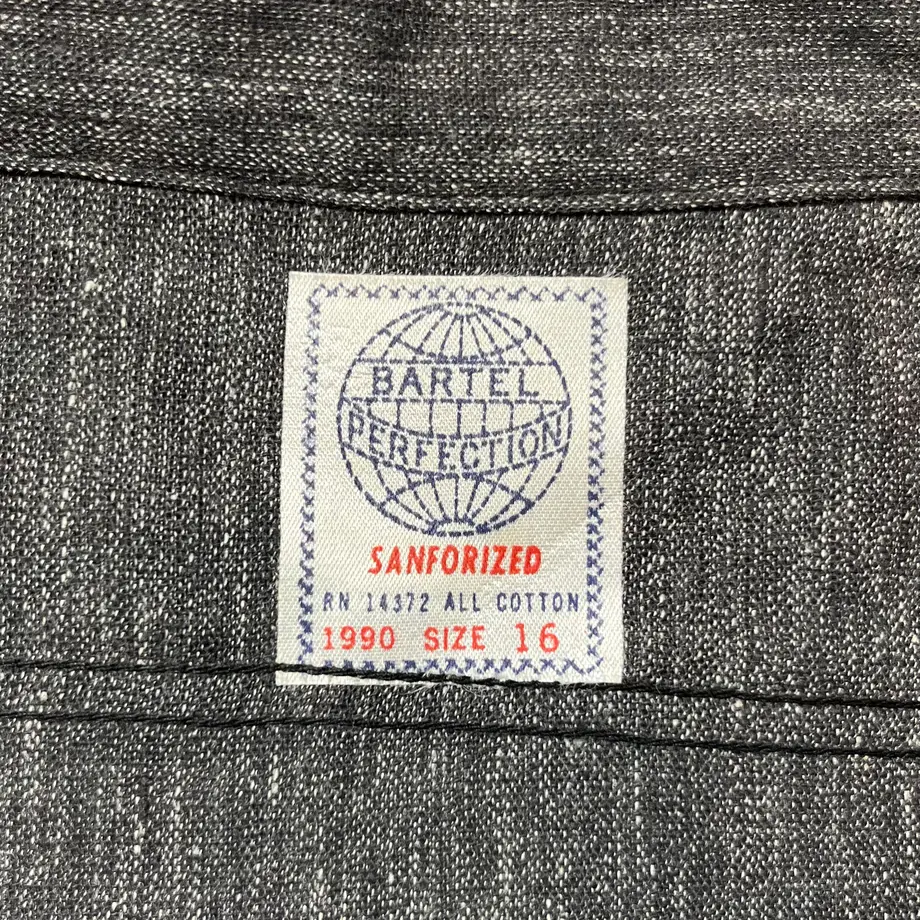 BARTEL
PERFECTION
SANFORIZED
RN 14372 ALL COTTON
1990 SIZE 16